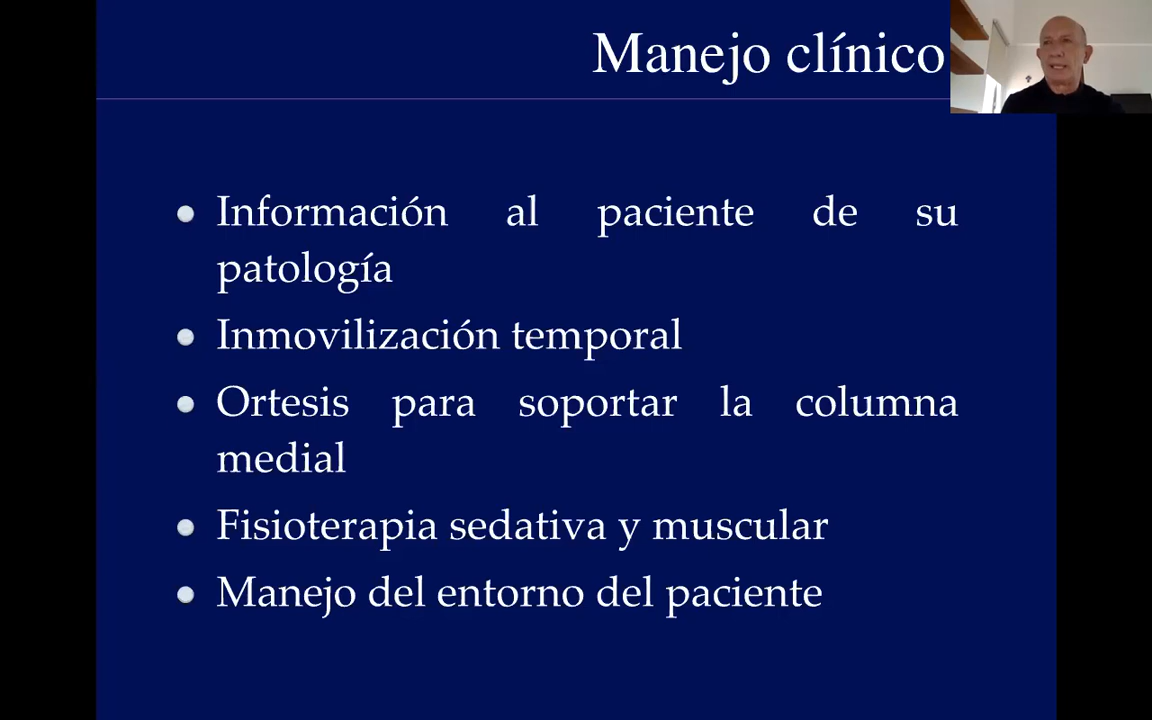 Manejo clínico
• Información al paciente de su
patología
• Inmovilización temporal
• Ortesis para soportar la columna
medial
• Fisioterapia sedativa y muscular
• Manejo del entorno del paciente